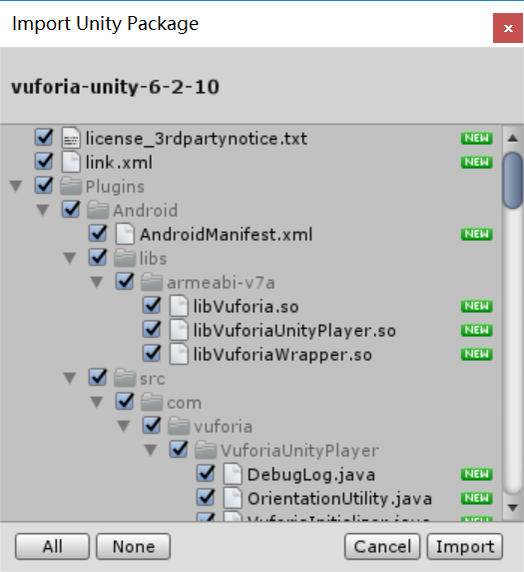 Import Unity Package
vuforia-unity-6-2-10
license_3rdpartynotice.txt NEW
link.xml NEW
Plugins
Android
AndroidManifest.xml NEW
libs
armeabi-v7a
libVuforia.so NEW
libVuforiaUnityPlayer.so NEW
libVuforiaWrapper.so NEW
src
com
vuforia
VuforiaUnityPlayer
DebugLog.java NEW
OrientationUtility.java NEW
VuforiaInitializer.java NEW
All None Cancel Import